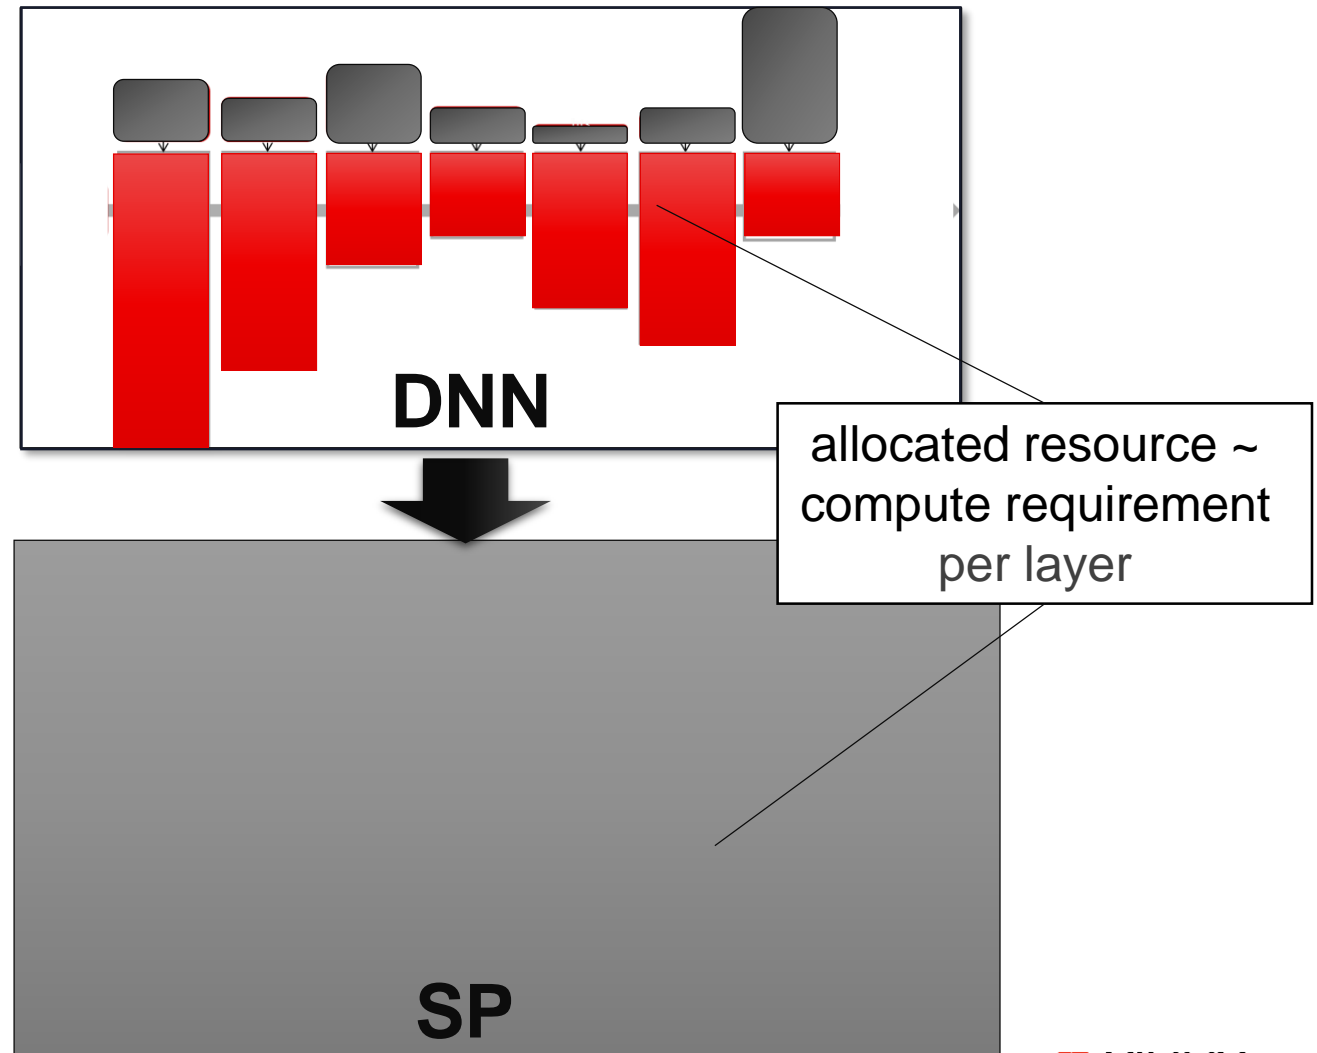 DNN
allocated resource ~
compute requirement
per layer
SP